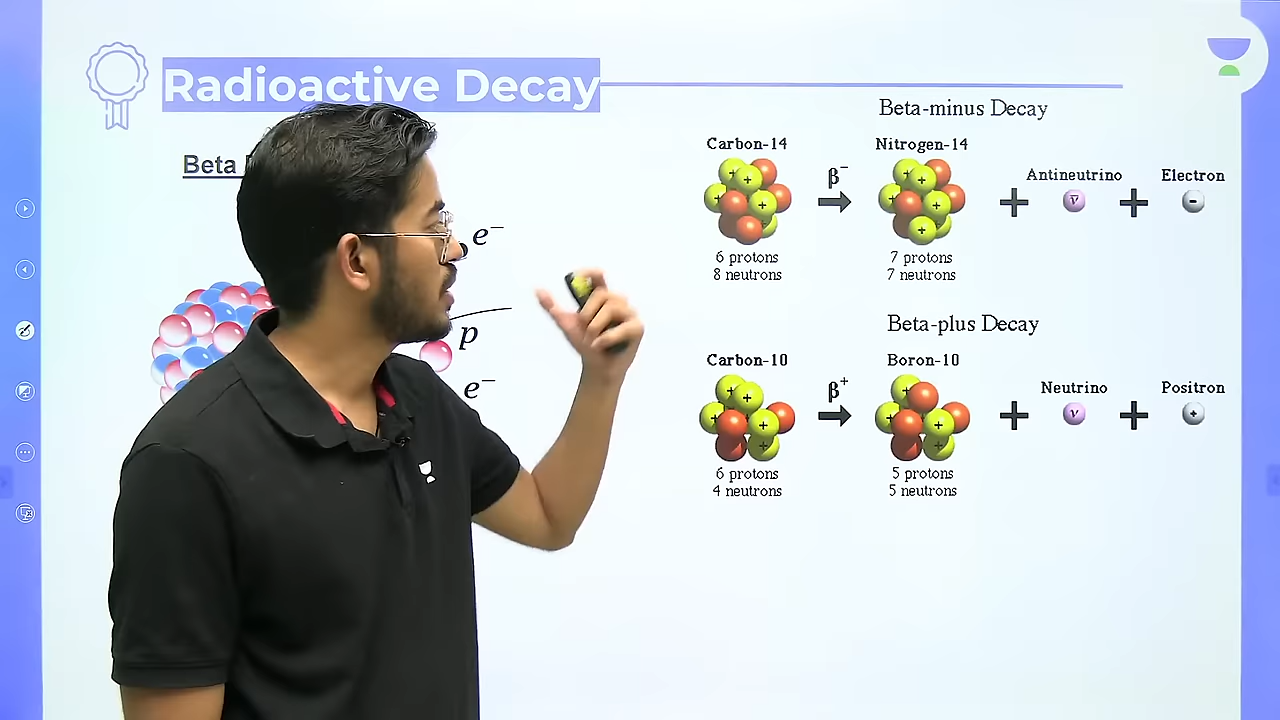 Radioactive Decay
Beta
e⁻
p
e⁻
Beta-minus Decay
Carbon-14
Nitrogen-14
β⁻
+ Antineutrino + Electron
ν̅
-
6 protons
8 neutrons
7 protons
7 neutrons
Beta-plus Decay
Carbon-10
Boron-10
β⁺
+ Neutrino + Positron
ν
+
6 protons
4 neutrons
5 protons
5 neutrons